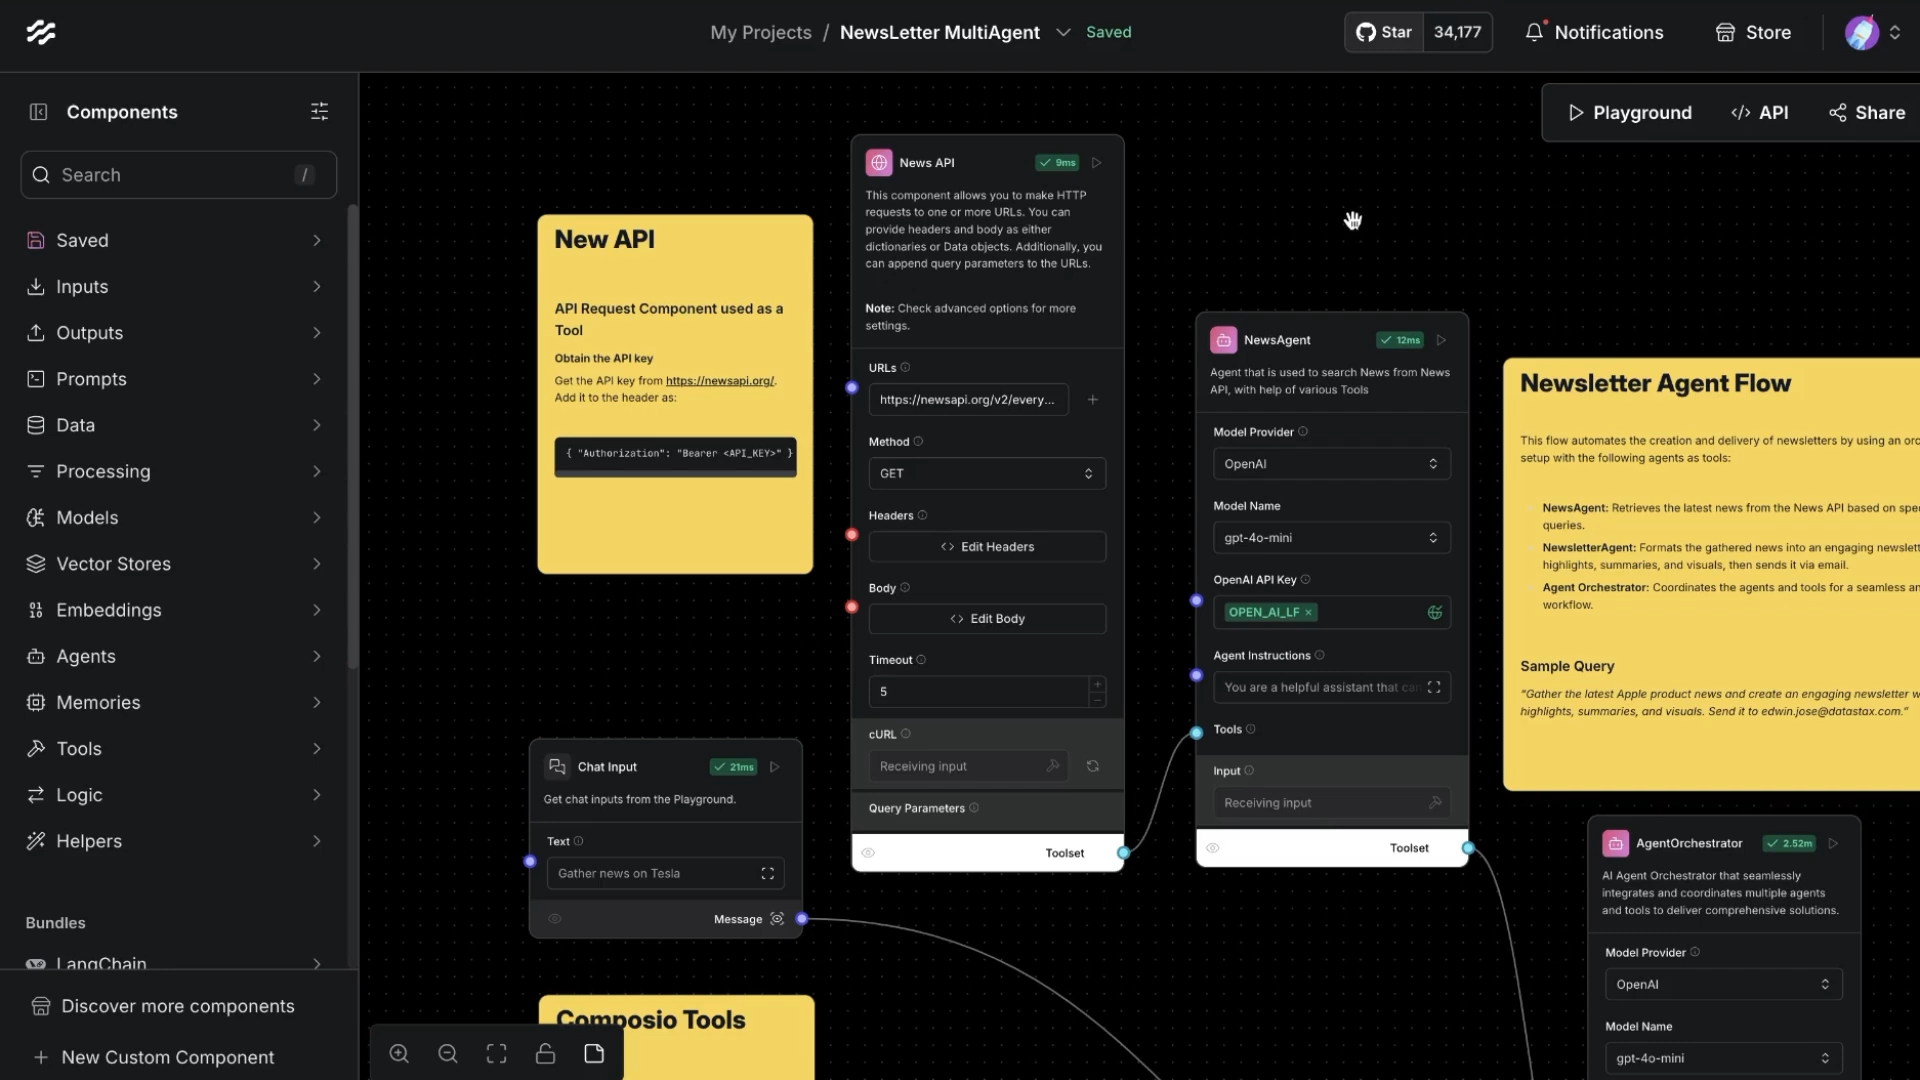 My Projects / NewsLetter MultiAgent Saved
Star 34,177
Notifications
Store
Components
Search /
Saved
Inputs
Outputs
Prompts
Data
Processing
Models
Vector Stores
Embeddings
Agents
Memories
Tools
Logic
Helpers
Bundles
LangChain
Discover more components
New Custom Component
Playground
API
Share
New API
API Request Component used as a
Tool
Obtain the API key
Get the API key from https://newsapi.org/.
Add it to the header as:
{ "Authorization": "Bearer <API_KEY>" }
News API 9ms
This component allows you to make HTTP
requests to one or more URLs. You can
provide headers and body as either
dictionaries or Data objects. Additionally, you
can append query parameters to the URLs.
Note: Check advanced options for more
settings.
URLs
https://newsapi.org/v2/every...
Method
GET
Headers
Edit Headers
Body
Edit Body
Timeout
5
cURL
Receiving input
Query Parameters
Toolset
Chat Input 21ms
Get chat inputs from the Playground.
Text
Gather news on Tesla
Message
Composio Tools
NewsAgent 12ms
Agent that is used to search News from News
API, with help of various Tools
Model Provider
OpenAI
Model Name
gpt-4o-mini
OpenAI API Key
OPEN_AI_LF ×
Agent Instructions
You are a helpful assistant that can
Tools
Input
Receiving input
Toolset
Newsletter Agent Flow
This flow automates the creation and delivery of newsletters by using an
setup with the following agents as tools:
NewsAgent: Retrieves the latest news from the News API based on
queries.
NewsletterAgent: Formats the gathered news into an engaging
highlights, summaries, and visuals, then sends it via email.
Agent Orchestrator: Coordinates the agents and tools for a seamless
workflow.
Sample Query
"Gather the latest Apple product news and create an engaging newsletter
highlights, summaries, and visuals. Send it to edwin.jose@datastax.com."
AgentOrchestrator 2.52m
AI Agent Orchestrator that seamlessly
integrates and coordinates multiple agents
and tools to deliver comprehensive solutions.
Model Provider
OpenAI
Model Name
gpt-4o-mini